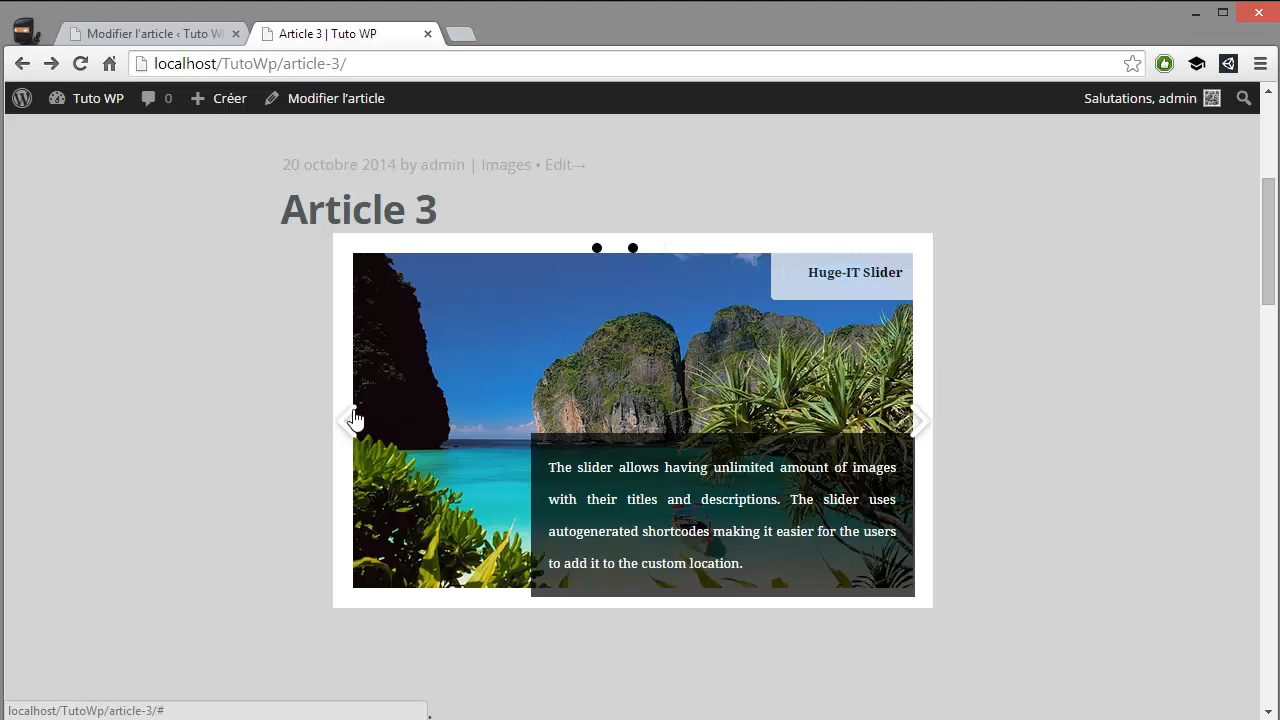 Modifier l'article ‹ Tuto W
Article 3 | Tuto WP
localhost/TutoWp/article-3/
Tuto WP
0
Créer
Modifier l'article
Salutations, admin
20 octobre 2014 by admin | Images • Edit→
Article 3
Huge-IT Slider
The slider allows having unlimited amount of images
with their titles and descriptions. The slider uses
autogenerated shortcodes making it easier for the users
to add it to the custom location.
localhost/TutoWp/article-3/#